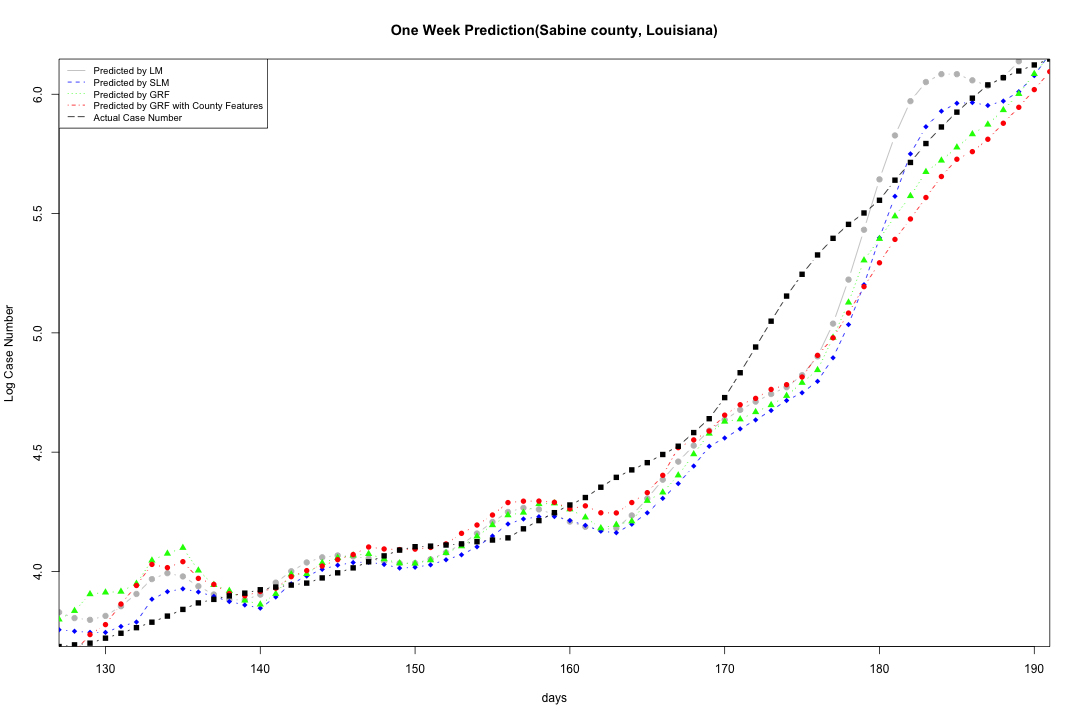 One Week Prediction(Sabine county, Louisiana)
Predicted by LM
Predicted by SLM
Predicted by GRF
Predicted by GRF with County Features
Actual Case Number
6.0
5.5
5.0
4.5
4.0
Log Case Number
130 140 150 160 170 180 190
days